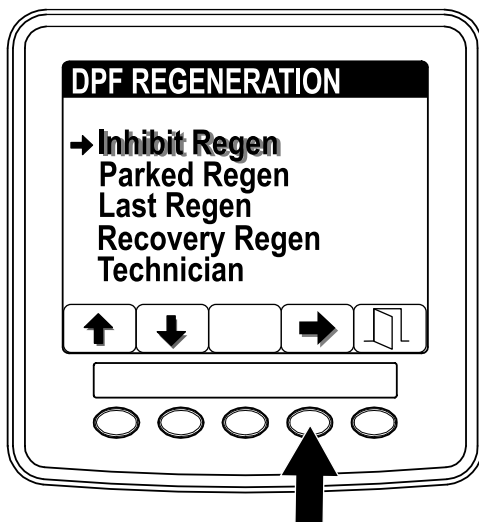 DPF REGENERATION
Inhibit Regen
Parked Regen
Last Regen
Recovery Regen
Technician